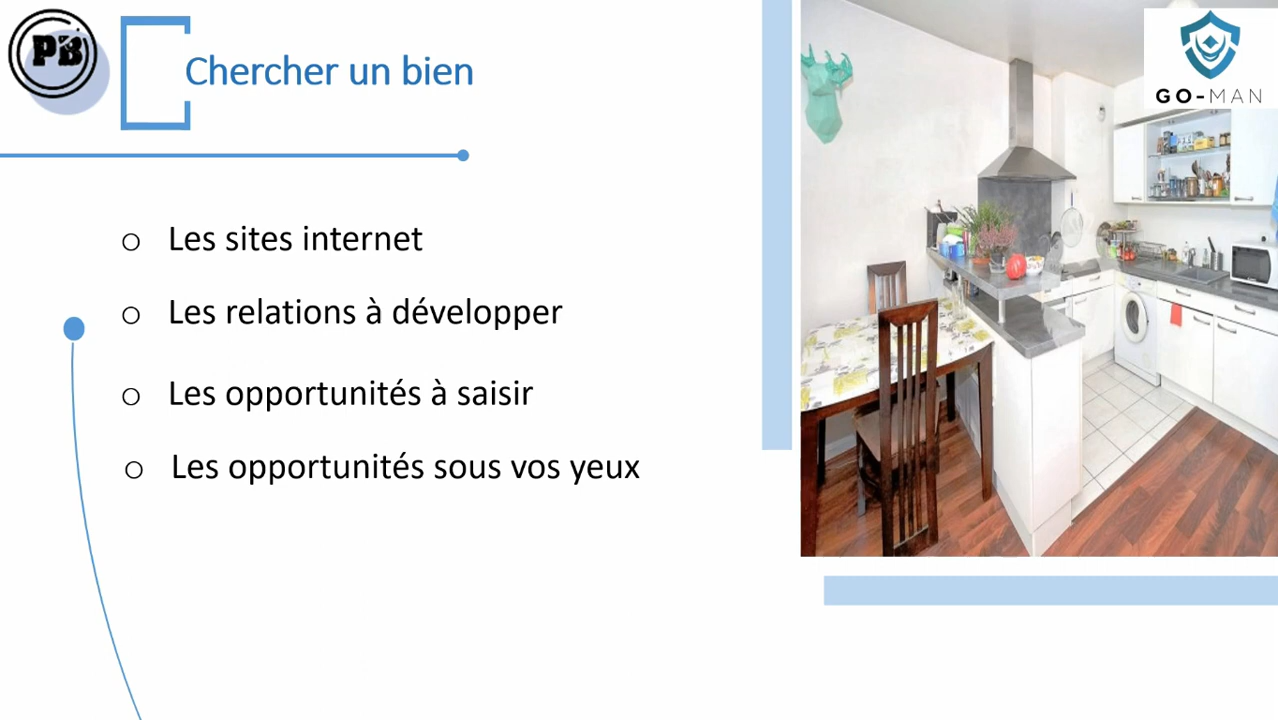 PB
Chercher un bien
GO-MAN
Les sites internet
Les relations à développer
Les opportunités à saisir
Les opportunités sous vos yeux